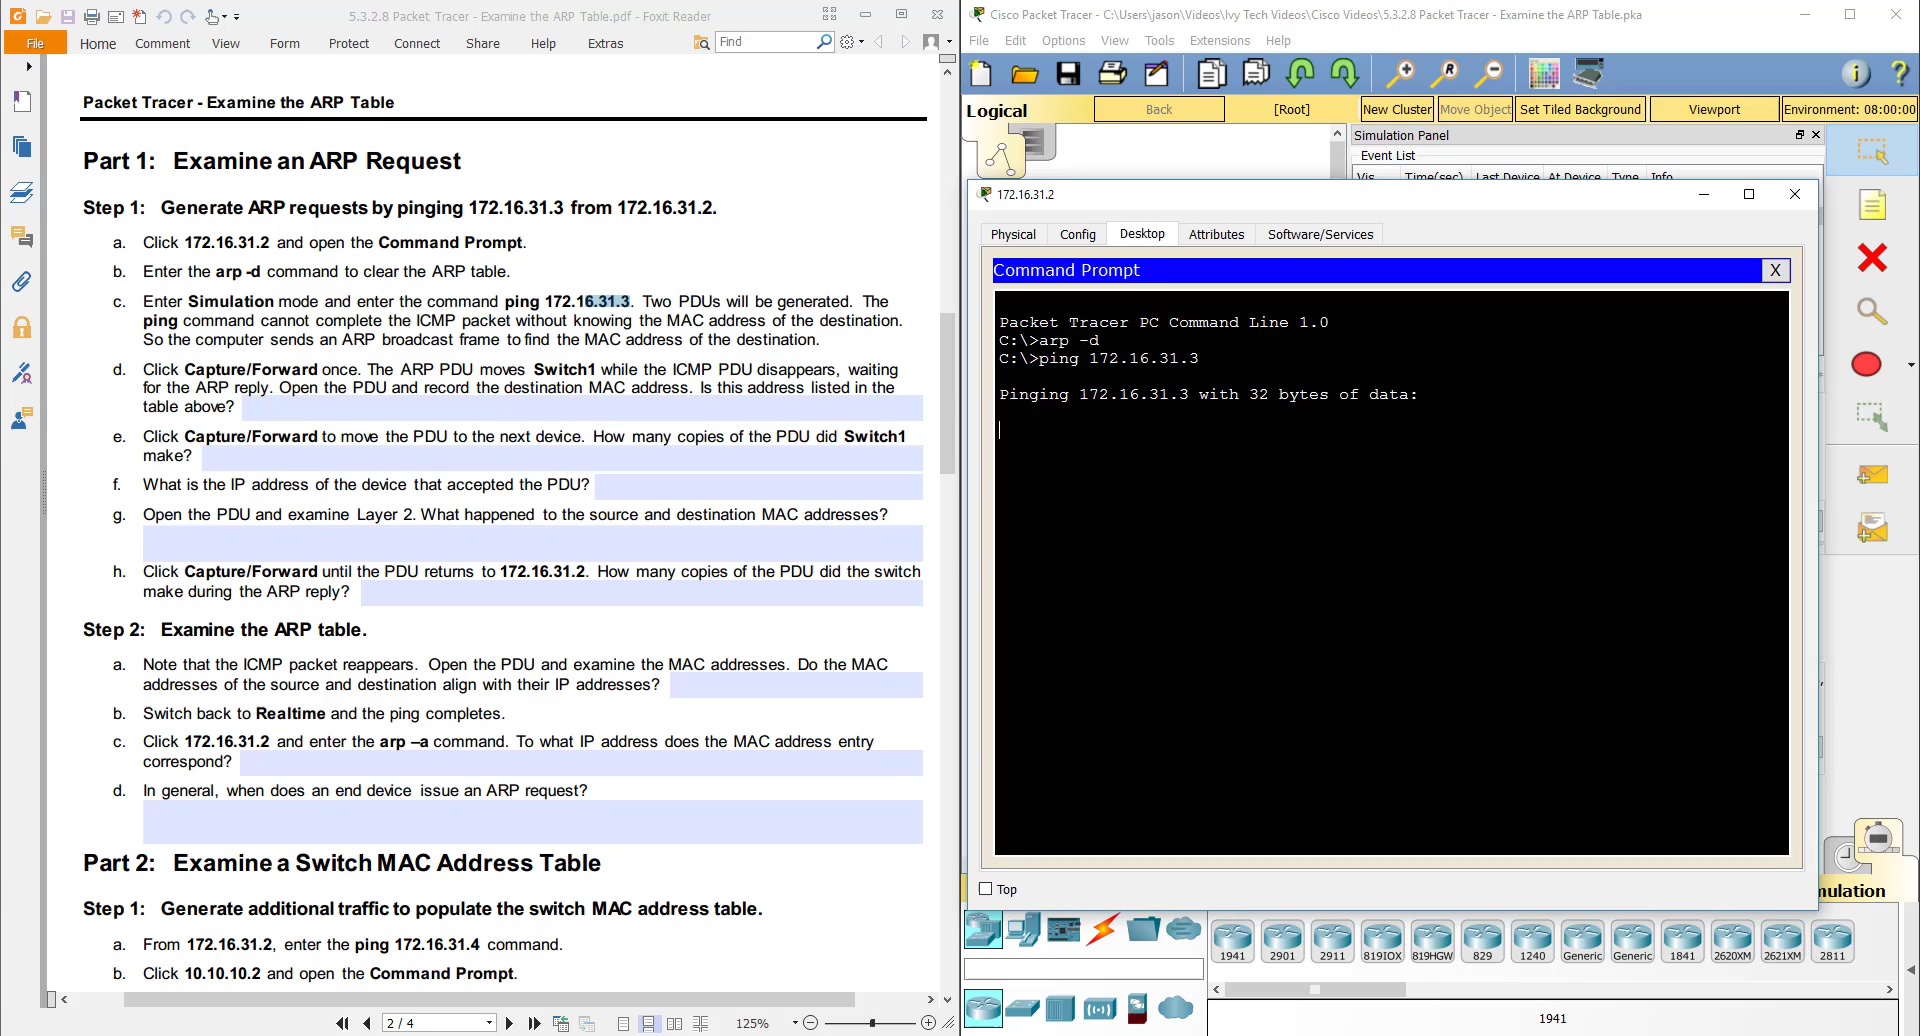 5.3.2.8 Packet Tracer - Examine the ARP Table.pdf - Foxit Reader
File Home Comment View Form Protect Connect Share Help Extras Find
Packet Tracer - Examine the ARP Table
Part 1: Examine an ARP Request
Step 1: Generate ARP requests by pinging 172.16.31.3 from 172.16.31.2.
a. Click 172.16.31.2 and open the Command Prompt.
b. Enter the arp -d command to clear the ARP table.
c. Enter Simulation mode and enter the command ping 172.16.31.3. Two PDUs will be generated. The
ping command cannot complete the ICMP packet without knowing the MAC address of the destination.
So the computer sends an ARP broadcast frame to find the MAC address of the destination.
d. Click Capture/Forward once. The ARP PDU moves Switch1 while the ICMP PDU disappears, waiting
for the ARP reply. Open the PDU and record the destination MAC address. Is this address listed in the
table above?
e. Click Capture/Forward to move the PDU to the next device. How many copies of the PDU did Switch1
make?
f. What is the IP address of the device that accepted the PDU?
g. Open the PDU and examine Layer 2. What happened to the source and destination MAC addresses?
h. Click Capture/Forward until the PDU returns to 172.16.31.2. How many copies of the PDU did the switch
make during the ARP reply?
Step 2: Examine the ARP table.
a. Note that the ICMP packet reappears. Open the PDU and examine the MAC addresses. Do the MAC
addresses of the source and destination align with their IP addresses?
b. Switch back to Realtime and the ping completes.
c. Click 172.16.31.2 and enter the arp –a command. To what IP address does the MAC address entry
correspond?
d. In general, when does an end device issue an ARP request?
Part 2: Examine a Switch MAC Address Table
Step 1: Generate additional traffic to populate the switch MAC address table.
a. From 172.16.31.2, enter the ping 172.16.31.4 command.
b. Click 10.10.10.2 and open the Command Prompt.
2 / 4 125%
Cisco Packet Tracer - C:\Users\jason\Videos\Ivy Tech Videos\Cisco Videos\5.3.2.8 Packet Tracer - Examine the ARP Table.pka
File Edit Options View Tools Extensions Help
Logical Back [Root] New Cluster Move Object Set Tiled Background Viewport Environment: 08:00:00
Simulation Panel
Event List
Vis. Time(sec) Last Device At Device Type Info
172.16.31.2
Physical Config Desktop Attributes Software/Services
Command Prompt X
Packet Tracer PC Command Line 1.0
C:\>arp -d
C:\>ping 172.16.31.3
Pinging 172.16.31.3 with 32 bytes of data:
Top
mulation
1941 2901 2911 819IOX 819HGW 829 1240 Generic Generic 1841 2620XM 2621XM 2811
1941